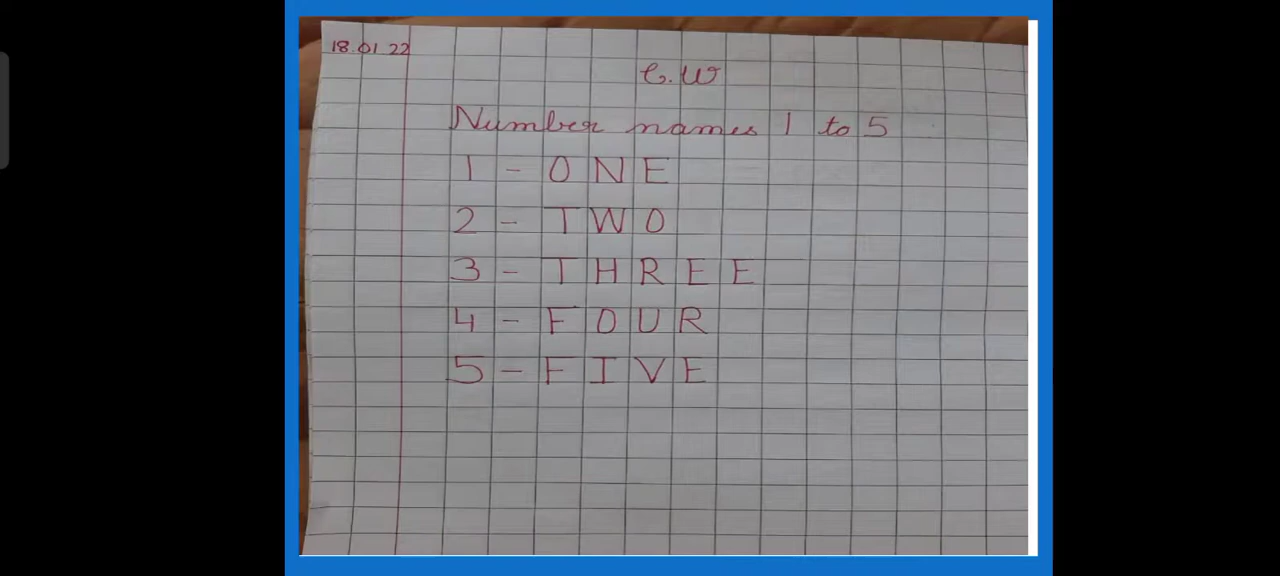 18.01.22
C.W
Number names 1 to 5
1 - ONE
2 - TWO
3 - THREE
4 - FOUR
5 - FIVE